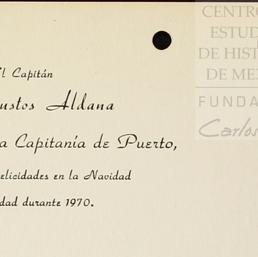 l Capitán
ustos Aldana
a Capitanía de Puerto,
elicidades en la Navidad
dad durante 1970.
CENTRO
ESTUD
DE HIST
DE ME
FUNDA
Carlos